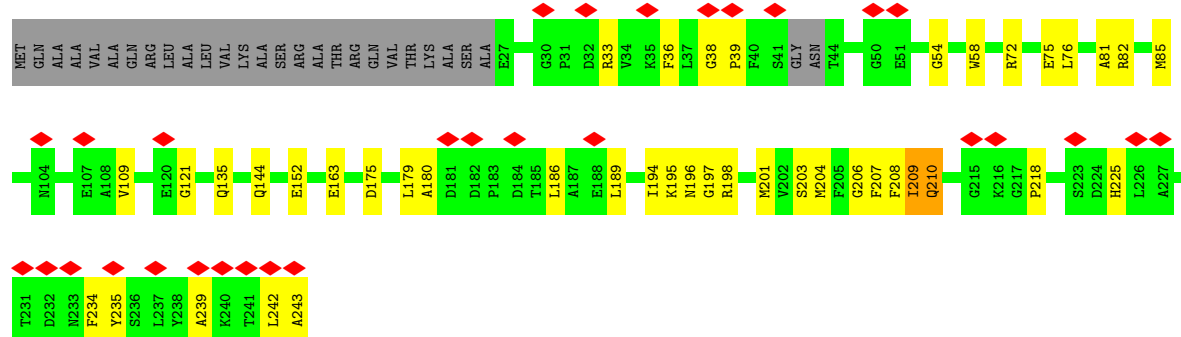 MET GLN ALA ALA VAL ALA GLN ARG LEU ALA LEU VAL LYS ALA SER ARG ALA THR ARG GLN VAL THR LYS ALA SER ALA E27 G30 P31 D32 R33 V34 K35 F36 L37 G38 P39 F40 S41 GLY ASN T44 G50 E51 G54 W58 R72 E75 L76 A81 R82 M85
N104 E107 A108 V109 E120 G121 Q135 Q144 E152 E163 D175 L179 A180 D181 D182 P183 D184 T185 L186 A187 E188 L189 I194 K195 N196 G197 R198 M201 V202 S203 M204 F205 G206 F207 F208 I209 Q210 G215 K216 G217 P218 S223 D224 H225 L226 A227
T231 D232 N233 F234 Y235 S236 L237 Y238 A239 K240 T241 L242 A243